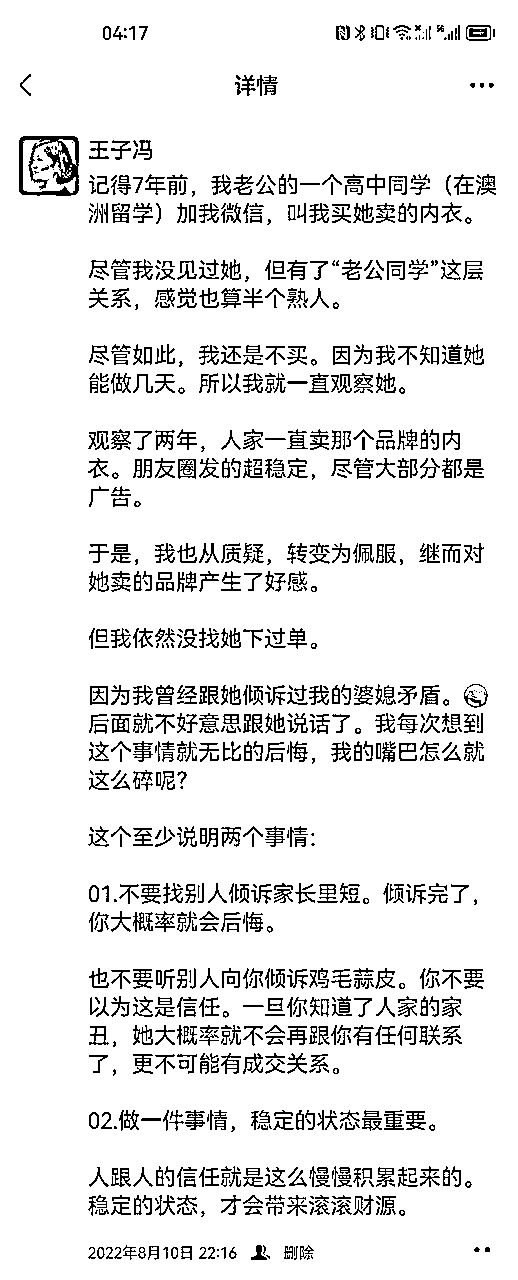 04:17
详情
王子冯
记得7年前，我老公的一个高中同学（在澳
洲留学）加我微信，叫我买她卖的内衣。
尽管我没见过她，但有了“老公同学”这层
关系，感觉也算半个熟人。
尽管如此，我还是不买。因为我不知道她
能做几天。所以我就一直观察她。
观察了两年，人家一直卖那个品牌的内
衣。朋友圈发的超稳定，尽管大部分都是
广告。
于是，我也从质疑，转变为佩服，继而对
她卖的品牌产生了好感。
但我依然没找她下过单。
因为我曾经跟她倾诉过我的婆媳矛盾。
后面就不好意思跟她说话了。我每次想到
这个事情就无比的后悔，我的嘴巴怎么就
这么碎呢？
这个至少说明两个事情：
01.不要找别人倾诉家长里短。倾诉完了，
你大概率就会后悔。
也不要听别人向你倾诉鸡毛蒜皮。你不要
以为这是信任。一旦你知道了人家的家
丑，她大概率就不会再跟你有任何联系
了，更不可能有成交关系。
02.做一件事情，稳定的状态最重要。
人跟人的信任就是这么慢慢积累起来的。
稳定的状态，才会带来滚滚财源。
2022年8月10日 22:16 删除